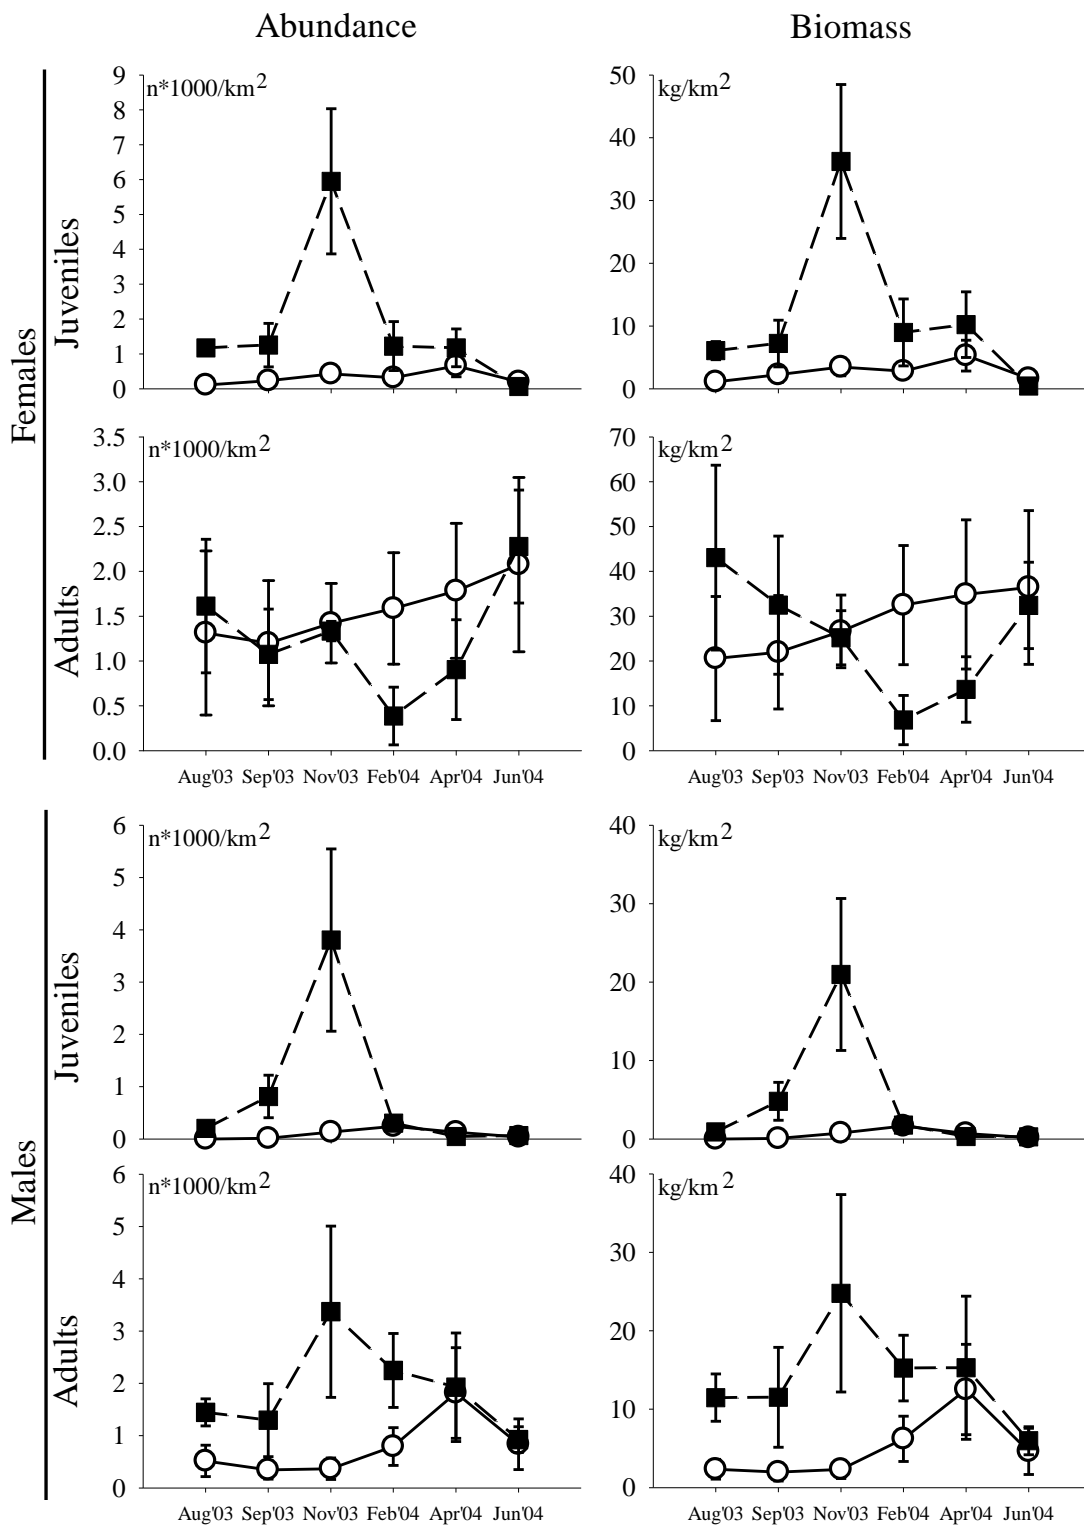 Abundance
Biomass
Females
Juveniles
9
8
7
6
5
4
3
2
1
0
n*1000/km2
50
40
30
20
10
0
kg/km2
Adults
3.5
3.0
2.5
2.0
1.5
1.0
0.5
0.0
n*1000/km2
Aug'03 Sep'03 Nov'03 Feb'04 Apr'04 Jun'04
70
60
50
40
30
20
10
0
kg/km2
Aug'03 Sep'03 Nov'03 Feb'04 Apr'04 Jun'04
Males
Juveniles
6
5
4
3
2
1
0
n*1000/km2
40
30
20
10
0
kg/km2
Adults
6
5
4
3
2
1
0
n*1000/km2
Aug'03 Sep'03 Nov'03 Feb'04 Apr'04 Jun'04
40
30
20
10
0
kg/km2
Aug'03 Sep'03 Nov'03 Feb'04 Apr'04 Jun'04